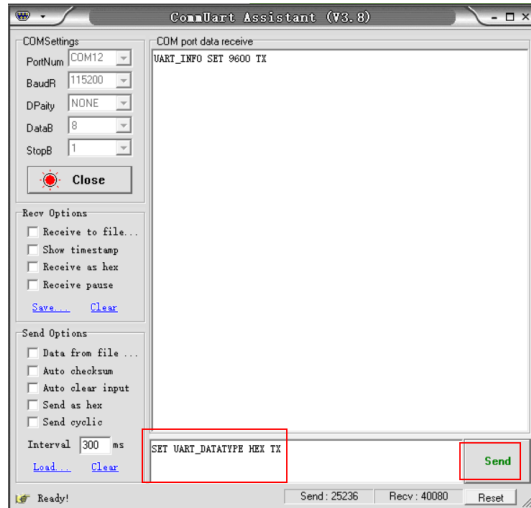 CommUart Assistant (V3.8)
COMSettings
PortNum COM12
BaudR 115200
DPaity NONE
DataB 8
StopB 1
Close
Recv Options
Receive to file...
Show timestamp
Receive as hex
Receive pause
Save... Clear
Send Options
Data from file ...
Auto checksum
Auto clear input
Send as hex
Send cyclic
Interval 300 ms
Load... Clear
COM port data receive
UART_INFO SET 9600 TX
SET UART_DATATYPE HEX TX
Send
Ready!
Send : 25236
Recv : 40080
Reset